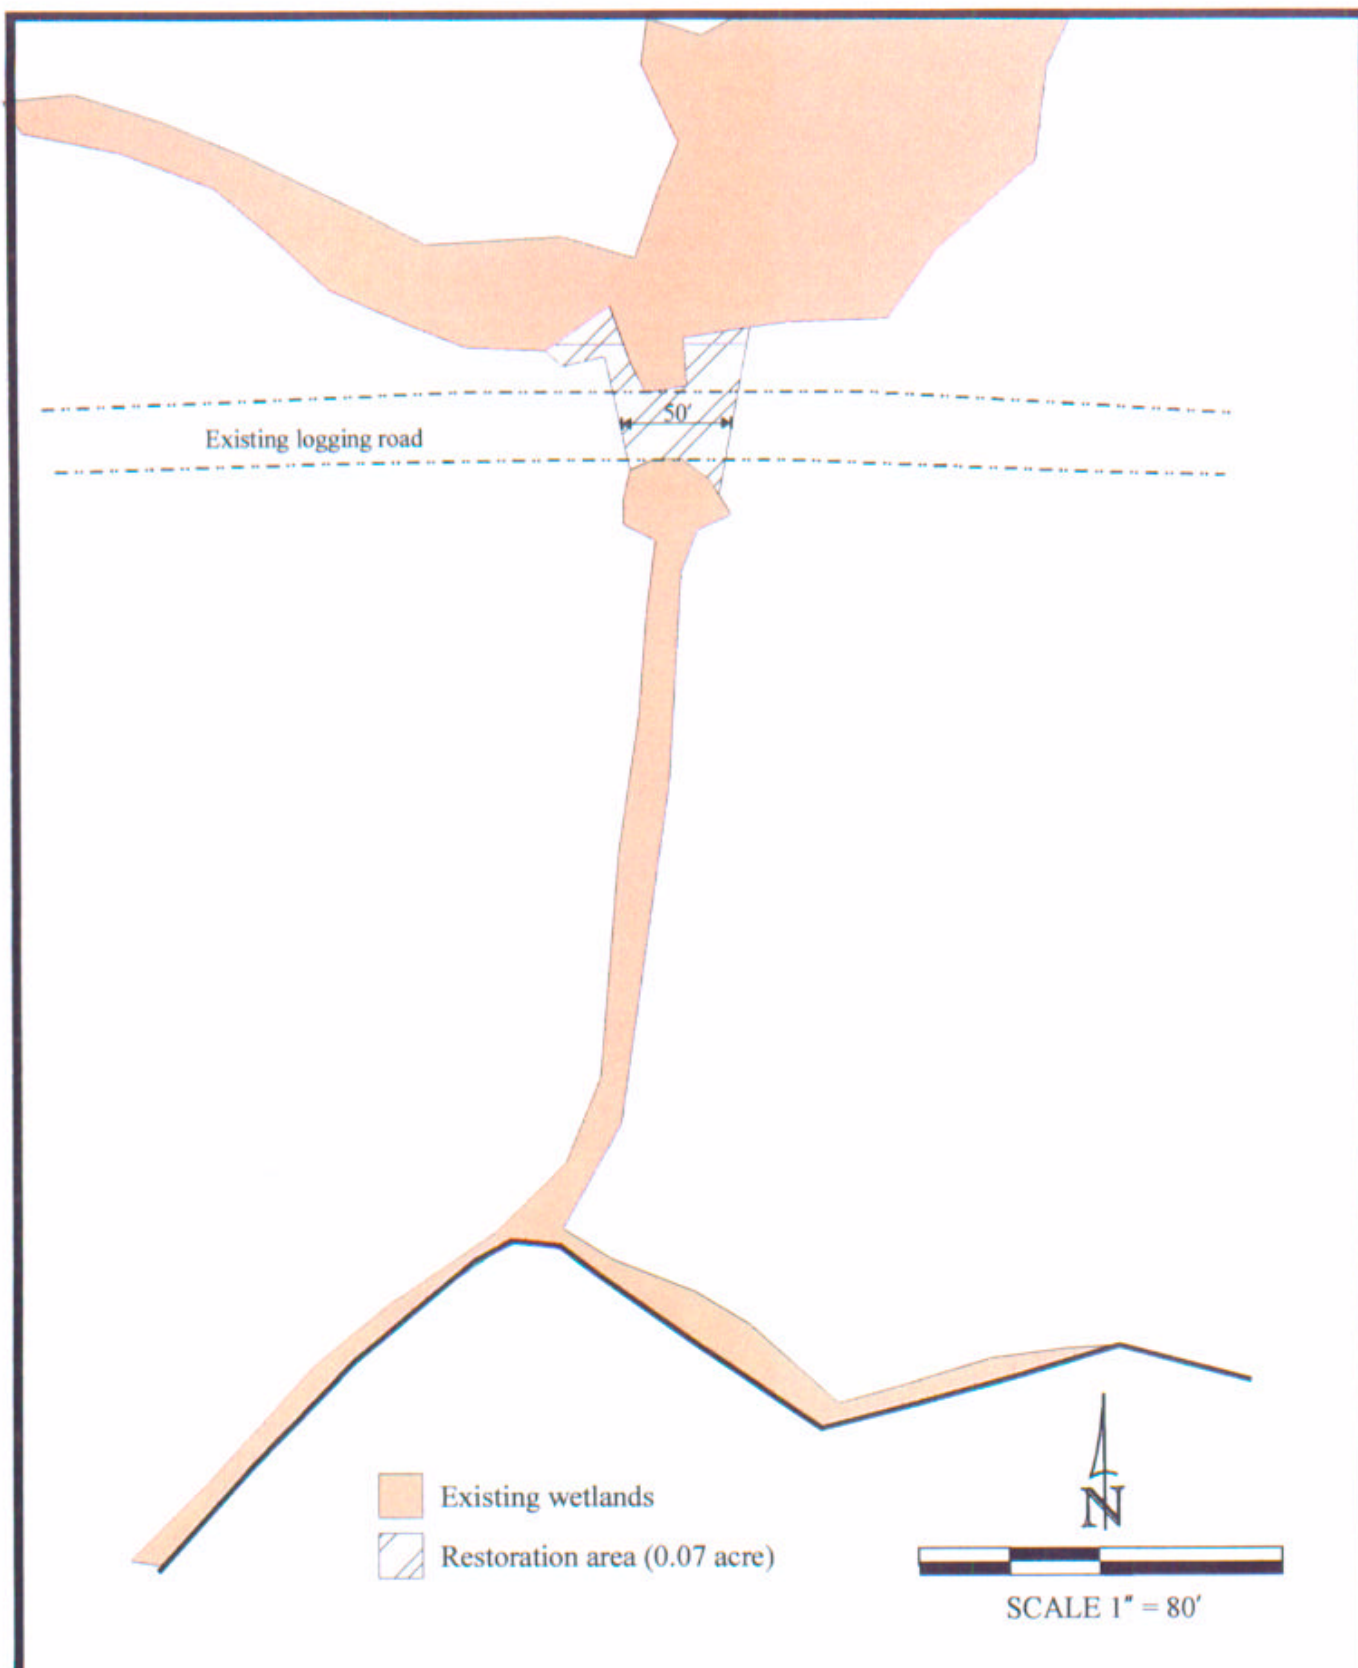 50′
Existing logging road
Existing wetlands
Restoration area (0.07 acre)
N
SCALE 1″ = 80′